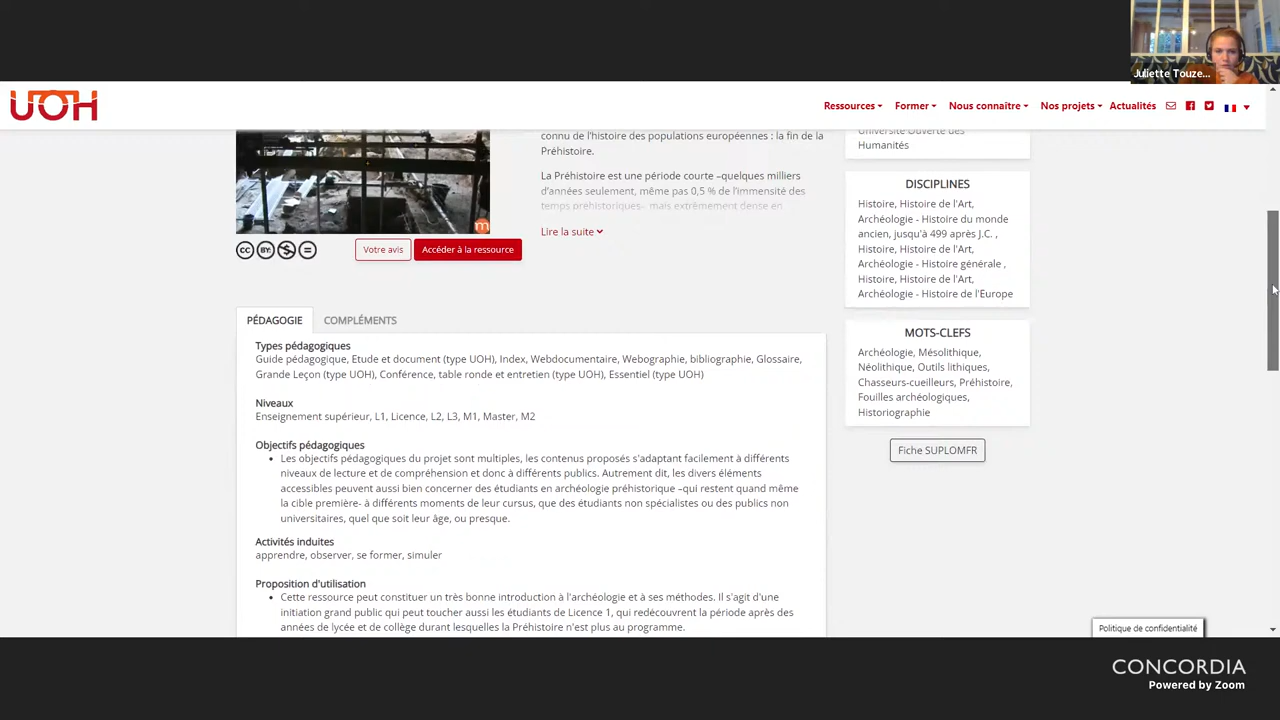 Juliette Touze...
UOH
Ressources
Former
Nous connaître
Nos projets
Actualités
connu de l'histoire des populations européennes : la fin de la
Préhistoire.
La Préhistoire est une période courte –quelques milliers
d'années seulement, même pas 0,5 % de l'immensité des
temps préhistoriques– mais extrêmement dense en
Lire la suite
m
cc BY: $ =
Votre avis
Accéder à la ressource
Université Ouverte des
Humanités
DISCIPLINES
Histoire, Histoire de l'Art,
Archéologie - Histoire du monde
ancien, jusqu'à 499 après J.C. ,
Histoire, Histoire de l'Art,
Archéologie - Histoire générale ,
Histoire, Histoire de l'Art,
Archéologie - Histoire de l'Europe
MOTS-CLEFS
Archéologie, Mésolithique,
Néolithique, Outils lithiques,
Chasseurs-cueilleurs, Préhistoire,
Fouilles archéologiques,
Historiographie
Fiche SUPLOMFR
PÉDAGOGIE
COMPLÉMENTS
Types pédagogiques
Guide pédagogique, Etude et document (type UOH), Index, Webdocumentaire, Webographie, bibliographie, Glossaire,
Grande Leçon (type UOH), Conférence, table ronde et entretien (type UOH), Essentiel (type UOH)
Niveaux
Enseignement supérieur, L1, Licence, L2, L3, M1, Master, M2
Objectifs pédagogiques
• Les objectifs pédagogiques du projet sont multiples, les contenus proposés s'adaptant facilement à différents
niveaux de lecture et de compréhension et donc à différents publics. Autrement dit, les divers éléments
accessibles peuvent aussi bien concerner des étudiants en archéologie préhistorique –qui restent quand même
la cible première- à différents moments de leur cursus, que des étudiants non spécialistes ou des publics non
universitaires, quel que soit leur âge, ou presque.
Activités induites
apprendre, observer, se former, simuler
Proposition d'utilisation
• Cette ressource peut constituer un très bonne introduction à l'archéologie et à ses méthodes. Il s'agit d'une
initiation grand public qui peut toucher aussi les étudiants de Licence 1, qui redécouvrent la période après des
années de lycée et de collège durant lesquelles la Préhistoire n'est plus au programme.
Politique de confidentialité
CONCORDIA
Powered by Zoom